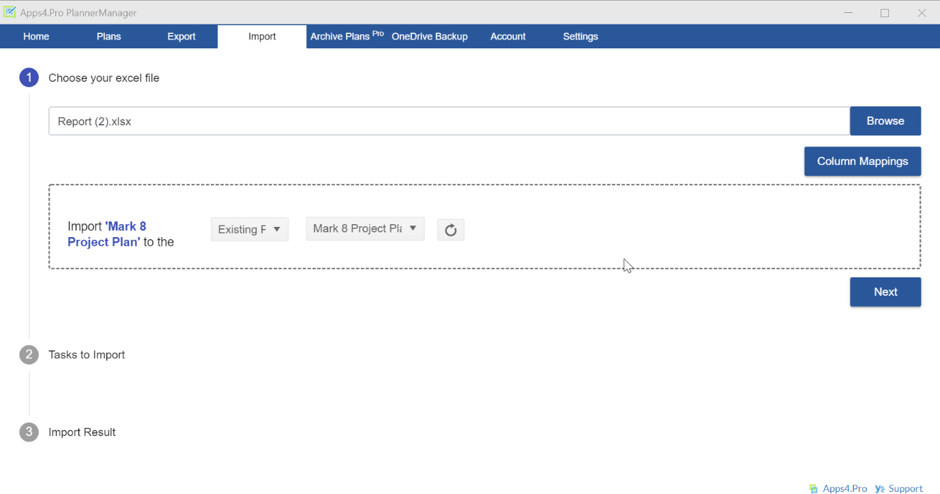 Apps4.Pro PlannerManager
Home Plans Export Import Archive Plans Pro OneDrive Backup Account Settings
1 Choose your excel file
Report (2).xlsx Browse
Column Mappings
Import 'Mark 8
Project Plan' to the
Existing P
Mark 8 Project Pla
Next
2 Tasks to Import
3 Import Result
Apps4.Pro Support